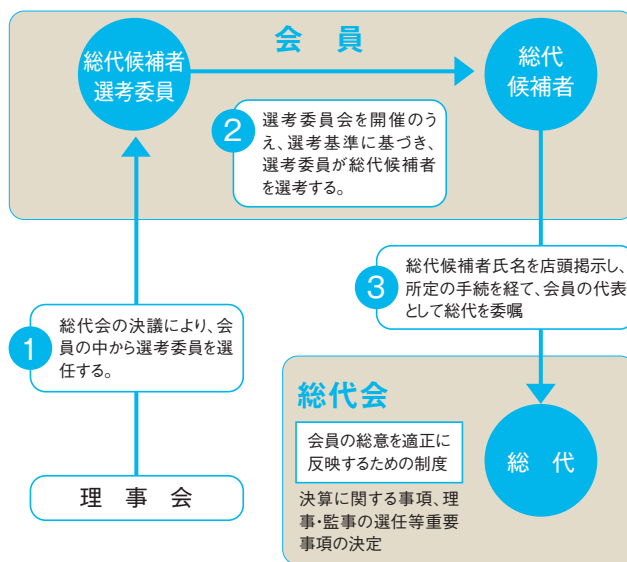 会 員
総代候補者
選考委員
総代
候補者
2
選考委員会を開催のう
え、選考基準に基づき、
選考委員が総代候補者
を選考する。
3
総代候補者氏名を店頭掲示し、
所定の手続を経て、会員の代表
として総代を委嘱
1
総代会の決議により、会
員の中から選考委員を選
任する。
理 事 会
総代会
会員の総意を適正に
反映するための制度
決算に関する事項、理
事・監事の選任等重要
事項の決定
総 代